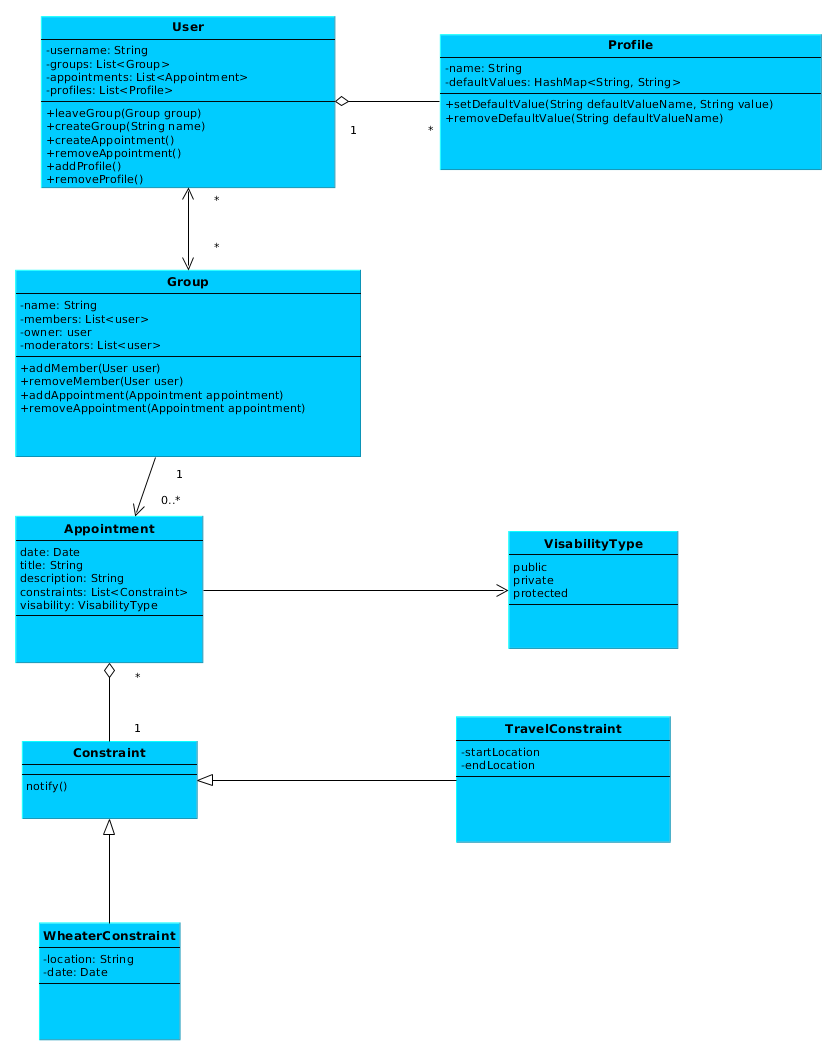 User
-username: String
-groups: List<Group>
-appointments: List<Appointment>
-profiles: List<Profile>
+leaveGroup(Group group)
+createGroup(String name)
+createAppointment()
+removeAppointment()
+addProfile()
+removeProfile()
1
*
Profile
-name: String
-defaultValues: HashMap<String, String>
+setDefaultValue(String defaultValueName, String value)
+removeDefaultValue(String defaultValueName)
*
*
Group
-name: String
-members: List<user>
-owner: user
-moderators: List<user>
+addMember(User user)
+removeMember(User user)
+addAppointment(Appointment appointment)
+removeAppointment(Appointment appointment)
1
0..*
Appointment
date: Date
title: String
description: String
constraints: List<Constraint>
visability: VisabilityType
VisabilityType
public
private
protected
*
1
Constraint
notify()
TravelConstraint
-startLocation
-endLocation
WheaterConstraint
-location: String
-date: Date